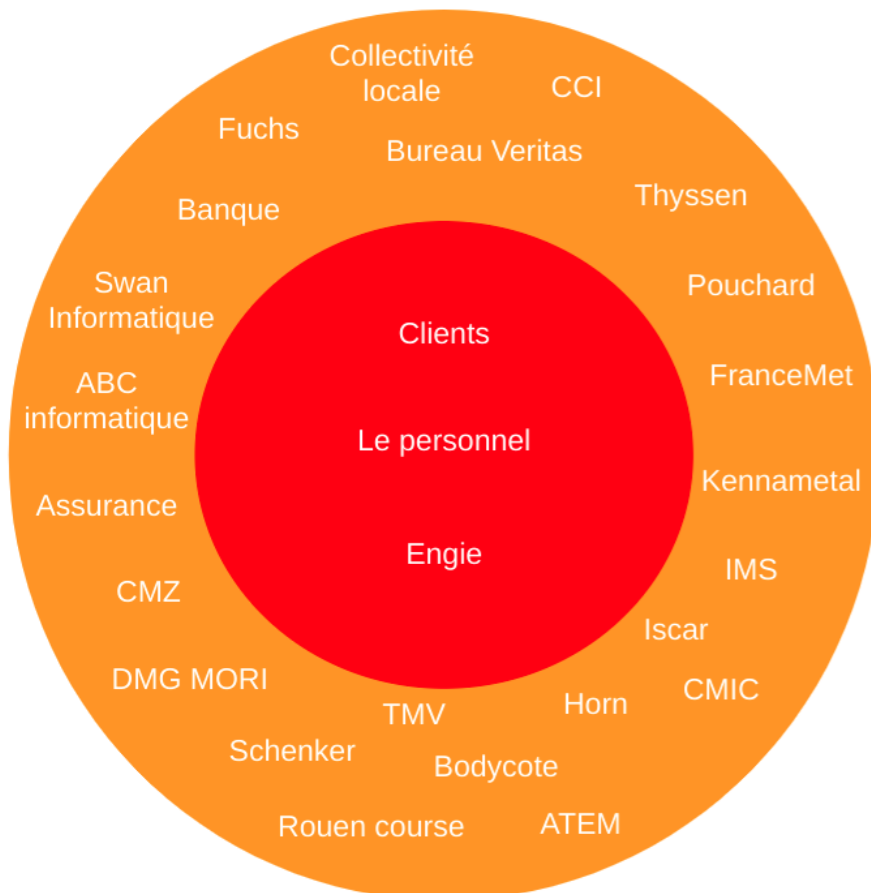 Collectivité
locale
CCI
Fuchs
Bureau Veritas
Thyssen
Banque
Swan
Informatique
Pouchard
Clients
ABC
informatique
FranceMet
Le personnel
Kennametal
Assurance
Engie
IMS
CMZ
Iscar
DMG MORI
CMIC
Horn
TMV
Schenker
Bodycote
Rouen course
ATEM